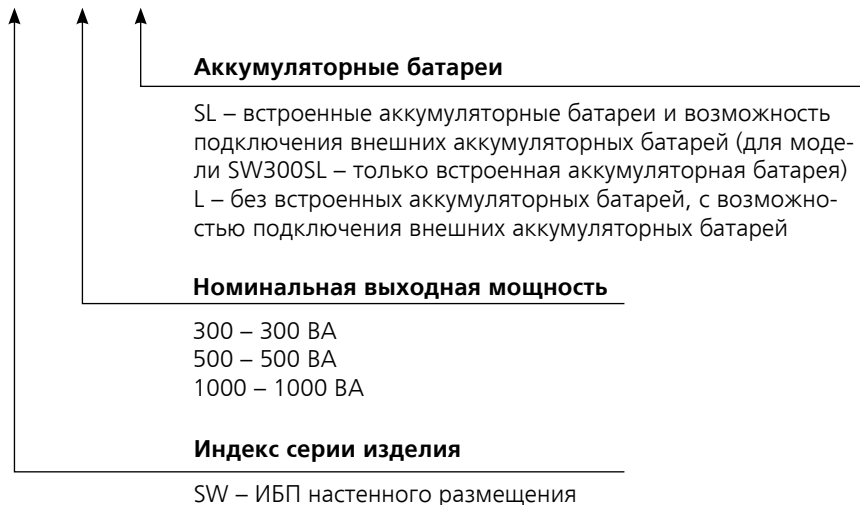 Аккумуляторные батареи
SL – встроенные аккумуляторные батареи и возможность
подключения внешних аккумуляторных батарей (для моде-
ли SW300SL – только встроенная аккумуляторная батарея)
L – без встроенных аккумуляторных батарей, с возможно-
стью подключения внешних аккумуляторных батарей
Номинальная выходная мощность
300 – 300 ВА
500 – 500 ВА
1000 – 1000 ВА
Индекс серии изделия
SW – ИБП настенного размещения